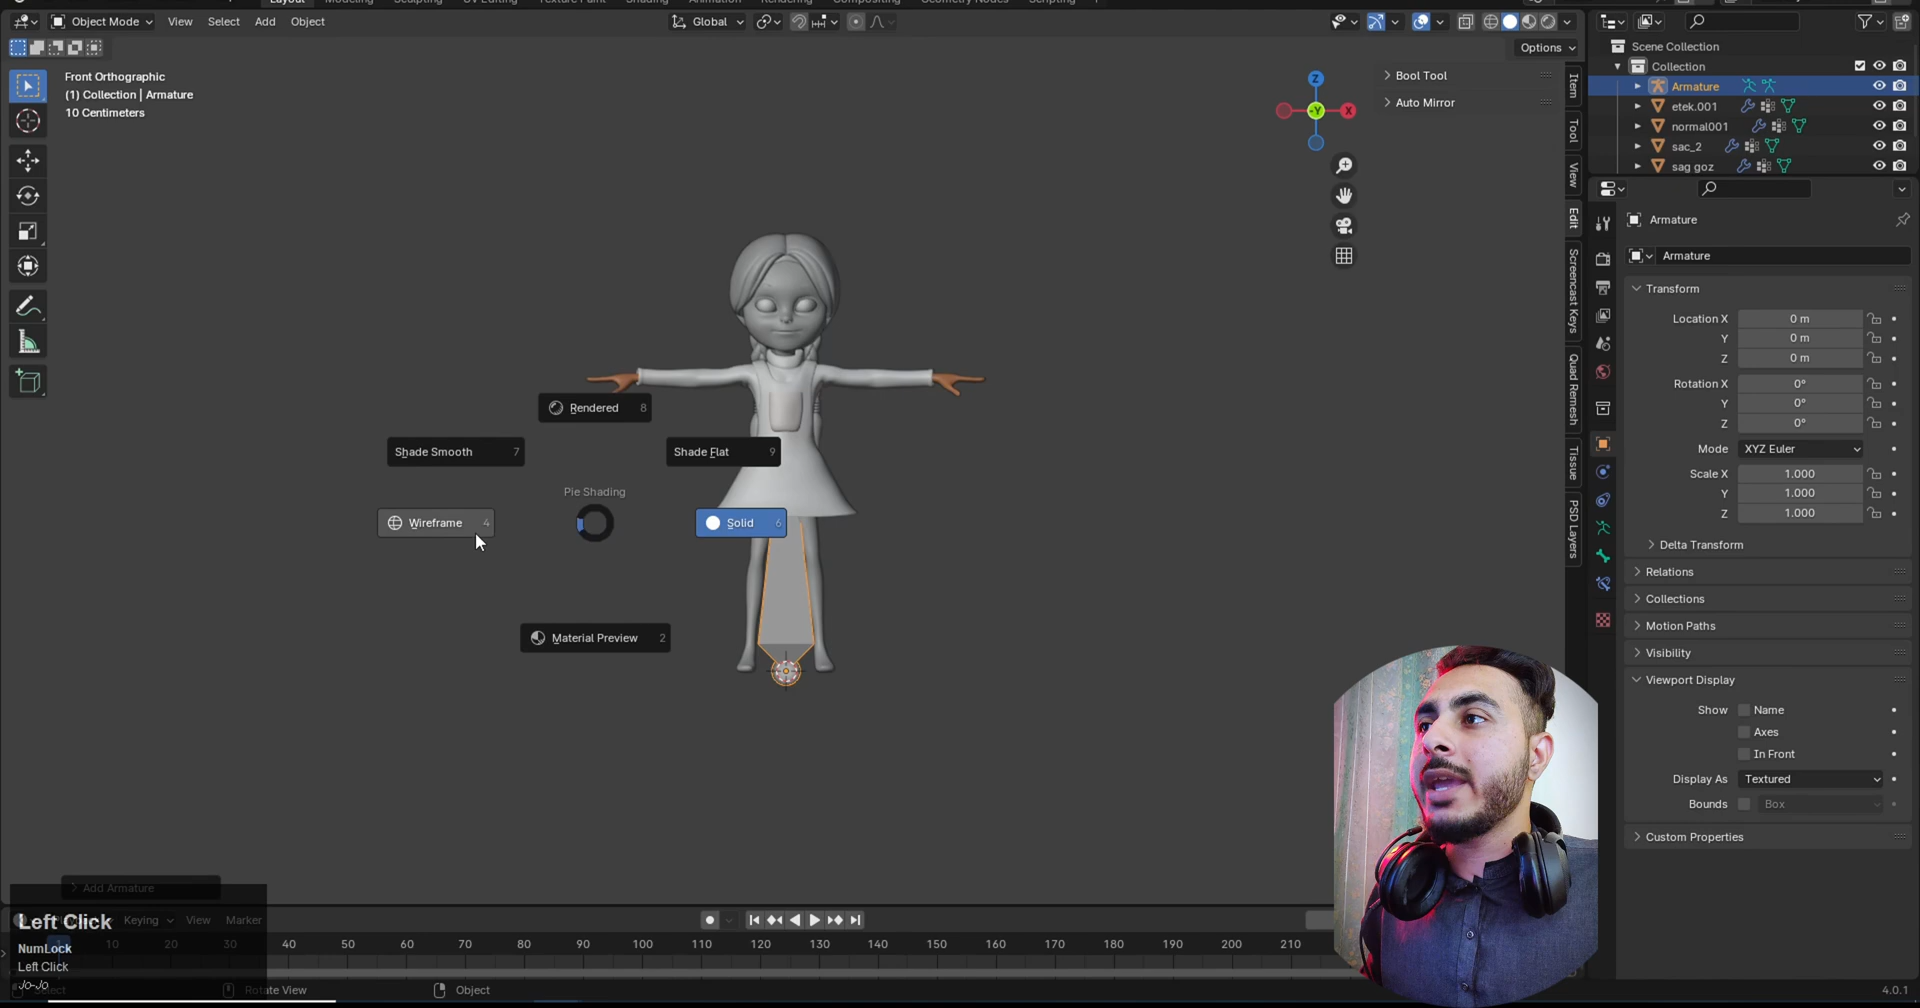 Layout
Modeling
Sculpting
UV Editing
Texture Paint
Shading
Animation
Rendering
Compositing
Geometry Nodes
Scripting
Object Mode
View
Select
Add
Object
Global
Options
Front Orthographic
(1) Collection | Armature
10 Centimeters
Bool Tool
Auto Mirror
Z
X
-Y
Item
Tool
View
Edit
Screencast Keys
Quad Remesh
Tissue
PSD Layers
Scene Collection
Collection
Armature
etek.001
normal001
sac_2
sag goz
Armature
Armature
Transform
Location X 0 m
Y 0 m
Z 0 m
Rotation X 0°
Y 0°
Z 0°
Mode XYZ Euler
Scale X 1.000
Y 1.000
Z 1.000
Delta Transform
Relations
Collections
Motion Paths
Visibility
Viewport Display
Show Name
Axes
In Front
Display As Textured
Bounds Box
Custom Properties
Rendered 8
Shade Smooth 7
Shade Flat 9
Pie Shading
Wireframe 4
Solid 6
Material Preview 2
Add Armature
Left Click
Keying
View
Marker
NumLock
Left Click
Jo-Jo
10 20 30 40 50 60 70 80 90 100 110 120 130 140 150 160 170 180 190 200 210
Select
Rotate View
Object
4.0.1